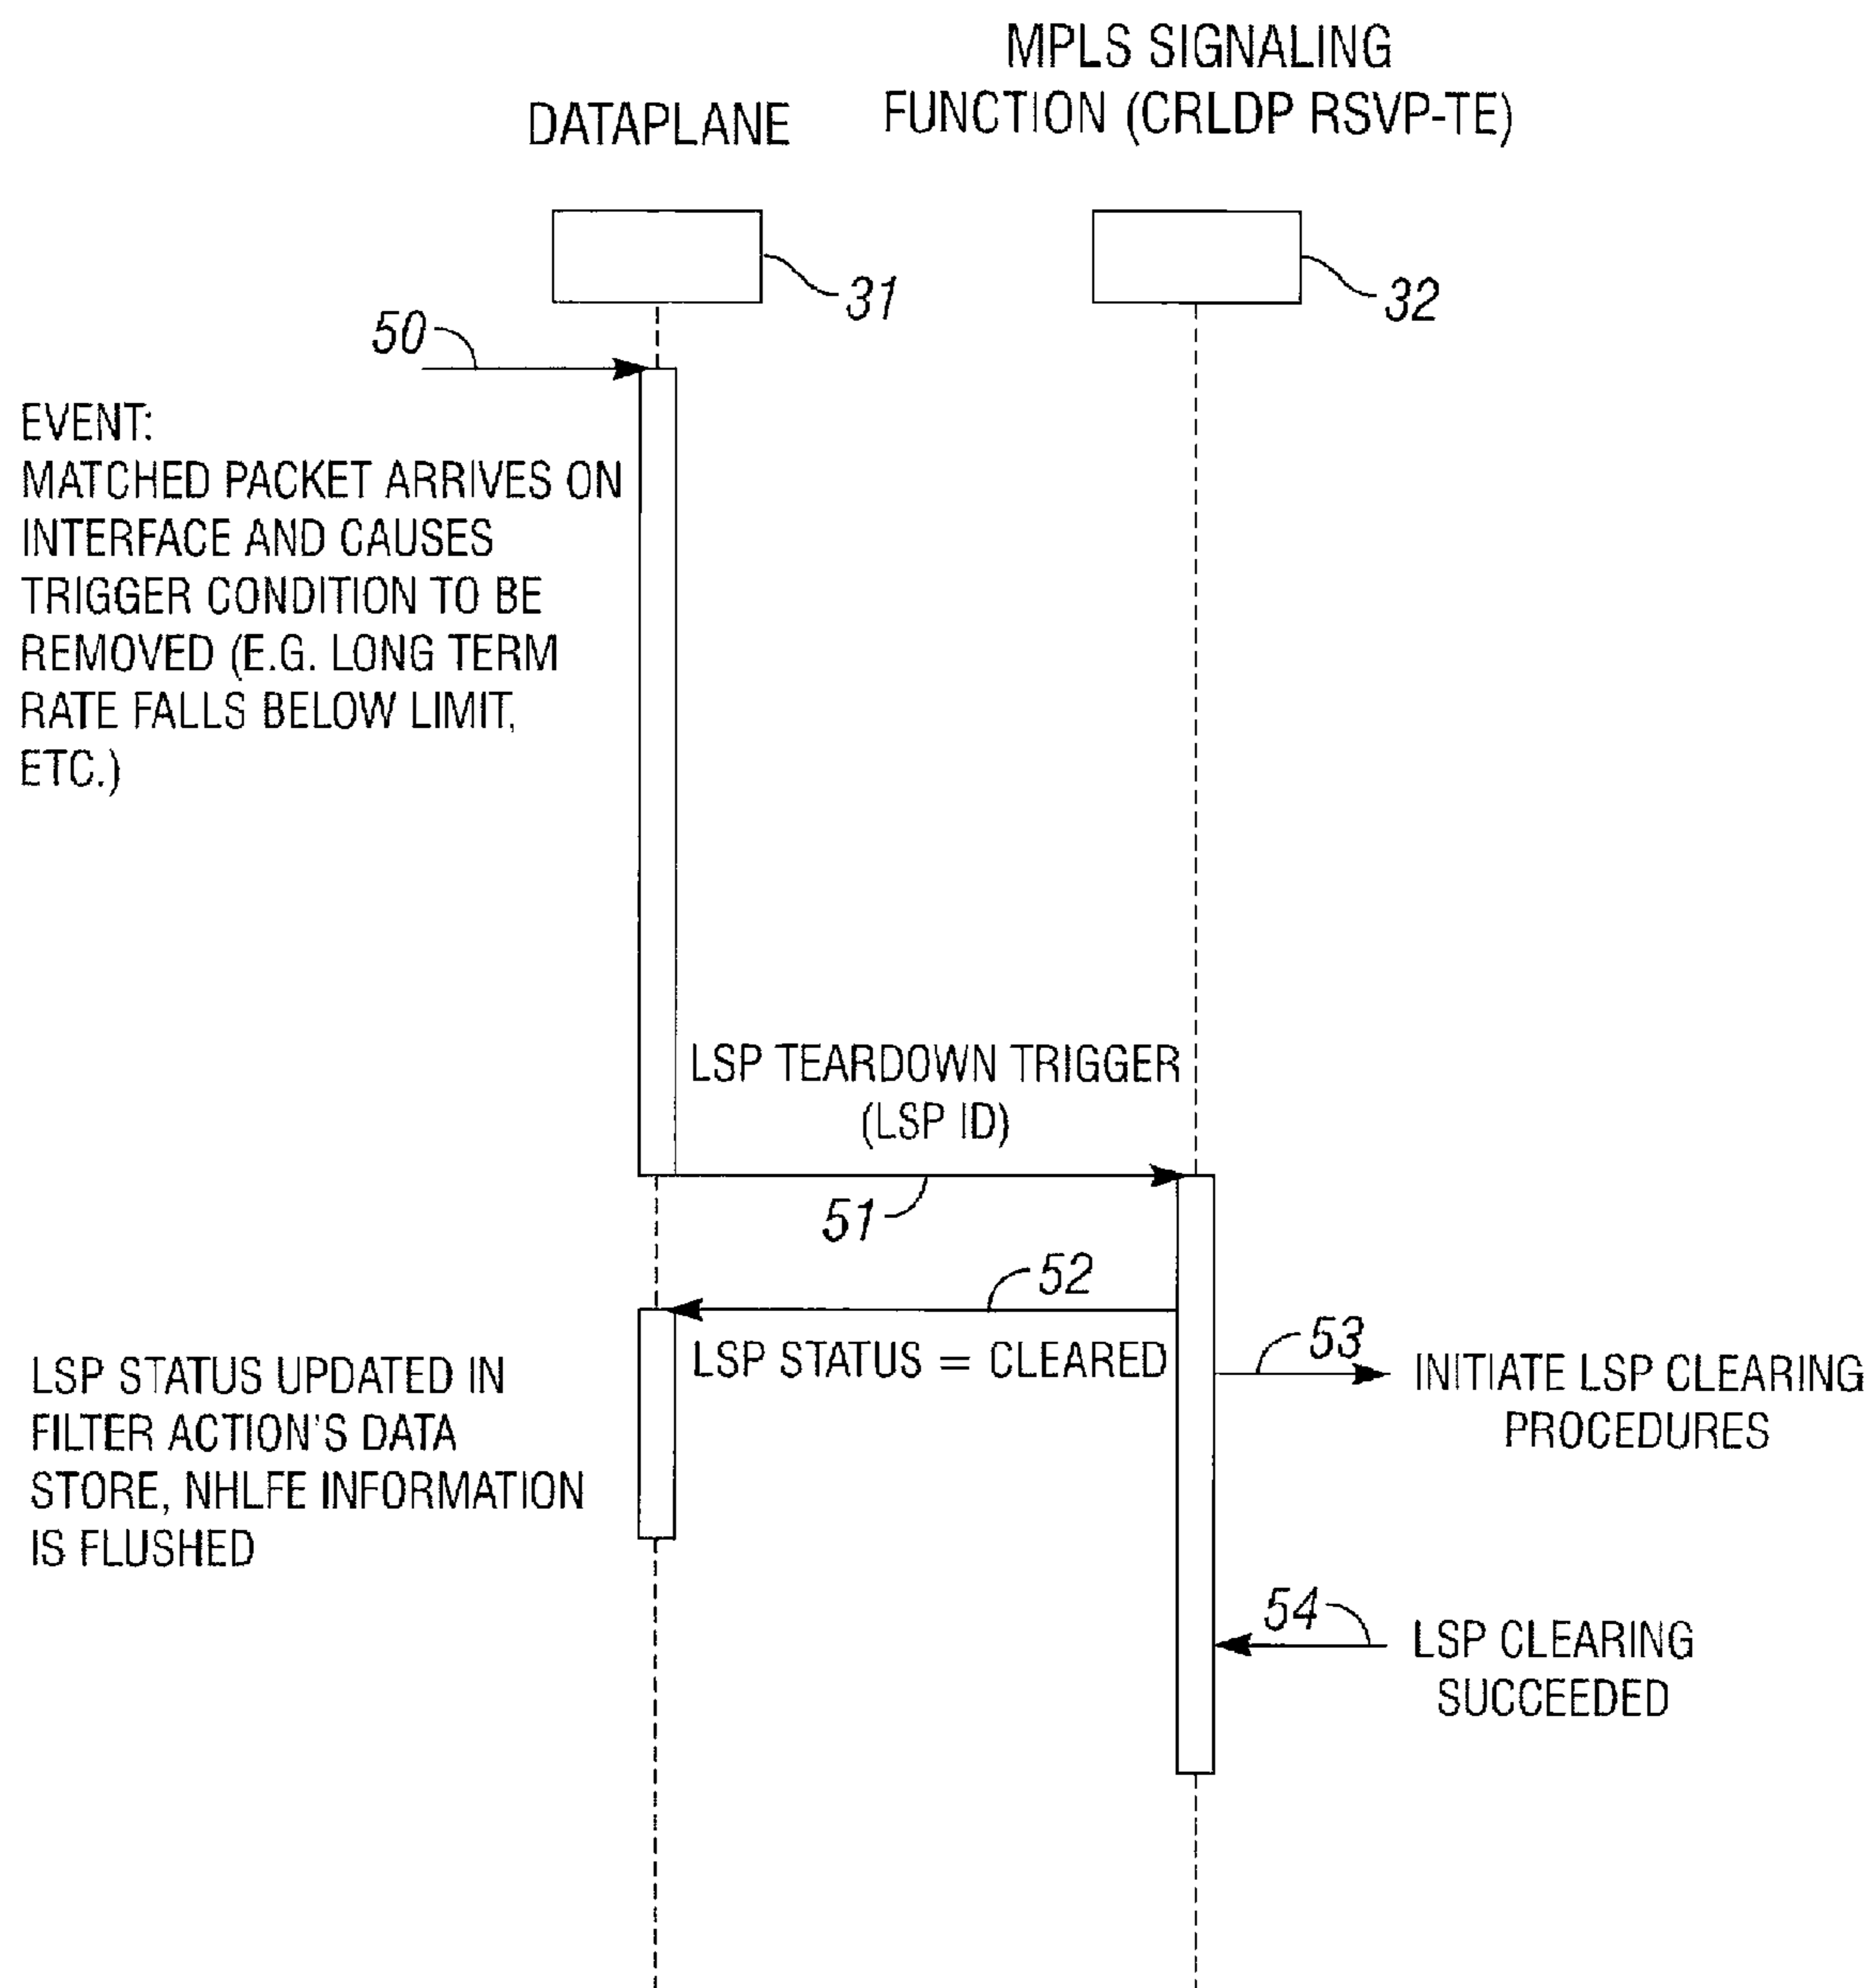 MPLS SIGNALING
FUNCTION (CRLDP RSVP-TE)
DATAPLANE
31
32
50
EVENT:
MATCHED PACKET ARRIVES ON
INTERFACE AND CAUSES
TRIGGER CONDITION TO BE
REMOVED (E.G. LONG TERM
RATE FALLS BELOW LIMIT,
ETC.)
LSP TEARDOWN TRIGGER
(LSP ID)
51
52
LSP STATUS = CLEARED
53
INITIATE LSP CLEARING
PROCEDURES
LSP STATUS UPDATED IN
FILTER ACTION'S DATA
STORE, NHLFE INFORMATION
IS FLUSHED
54
LSP CLEARING
SUCCEEDED